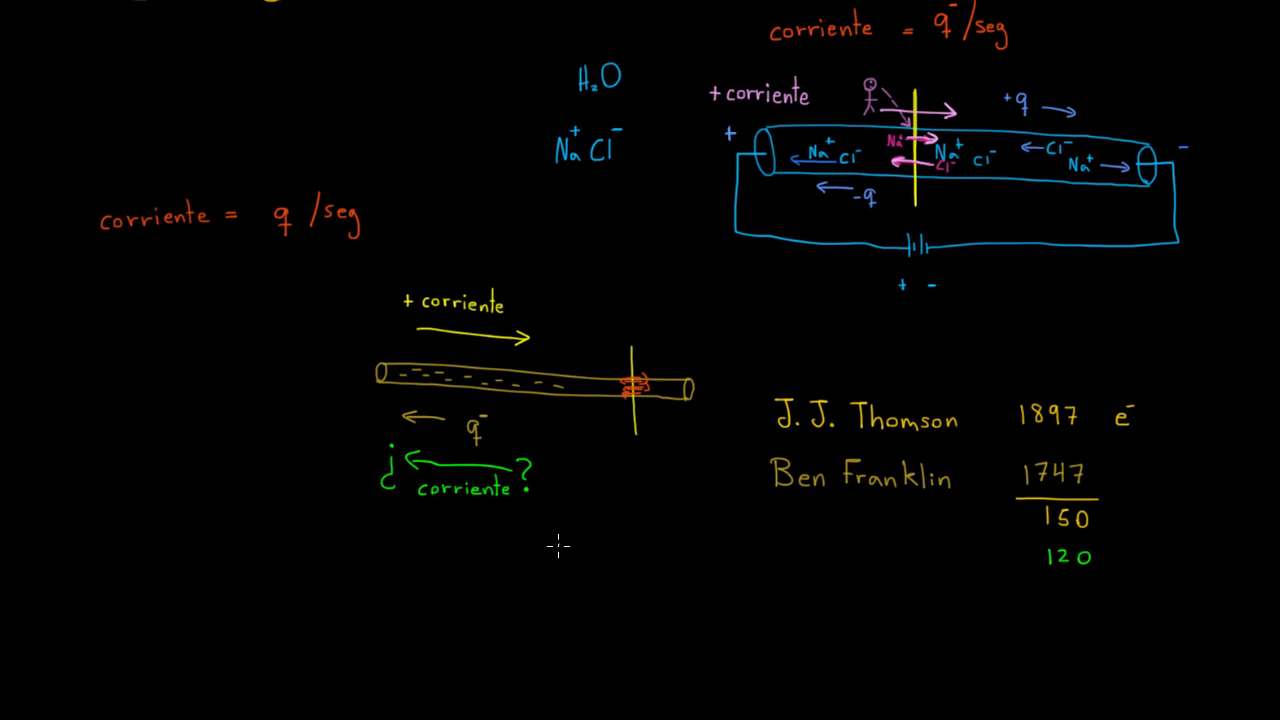 corriente = q⁻/seg
H₂O
+ corriente
+q
+
-
Na⁺
Cl⁻
Na⁺ Cl⁻
Na⁺ Cl⁻
Cl⁻
Na⁺
Na⁺ Cl⁻
-q
corriente = q /seg
+ -
+ corriente
q⁻
¿ ?
corriente
J. J. Thomson 1897 e⁻
Ben Franklin 1747
150
120